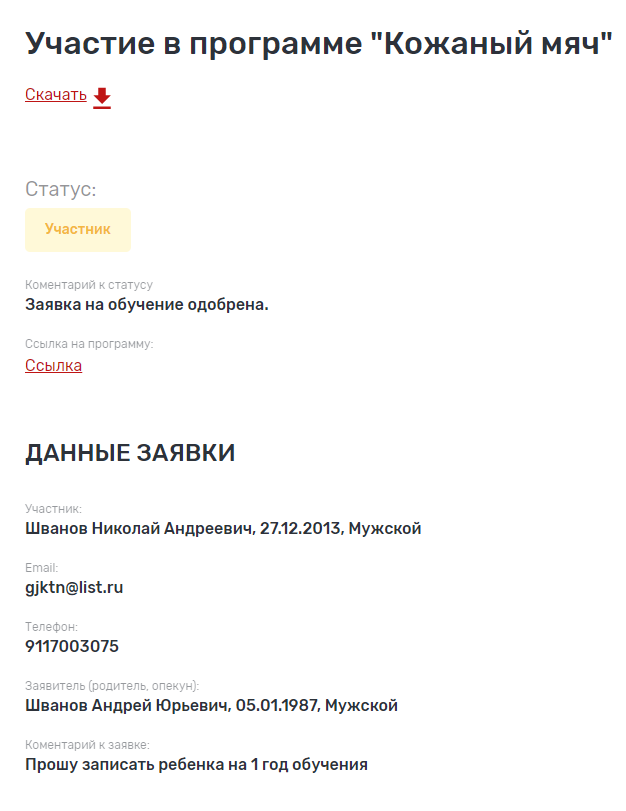 Участие в программе "Кожаный мяч"
Скачать
Статус:
Участник
Коментарий к статусу
Заявка на обучение одобрена.
Ссылка на программу:
Ссылка
ДАННЫЕ ЗАЯВКИ
Участник:
Шванов Николай Андреевич, 27.12.2013, Мужской
Email:
gjktn@list.ru
Телефон:
9117003075
Заявитель (родитель, опекун):
Шванов Андрей Юрьевич, 05.01.1987, Мужской
Коментарий к заявке:
Прошу записать ребенка на 1 год обучения